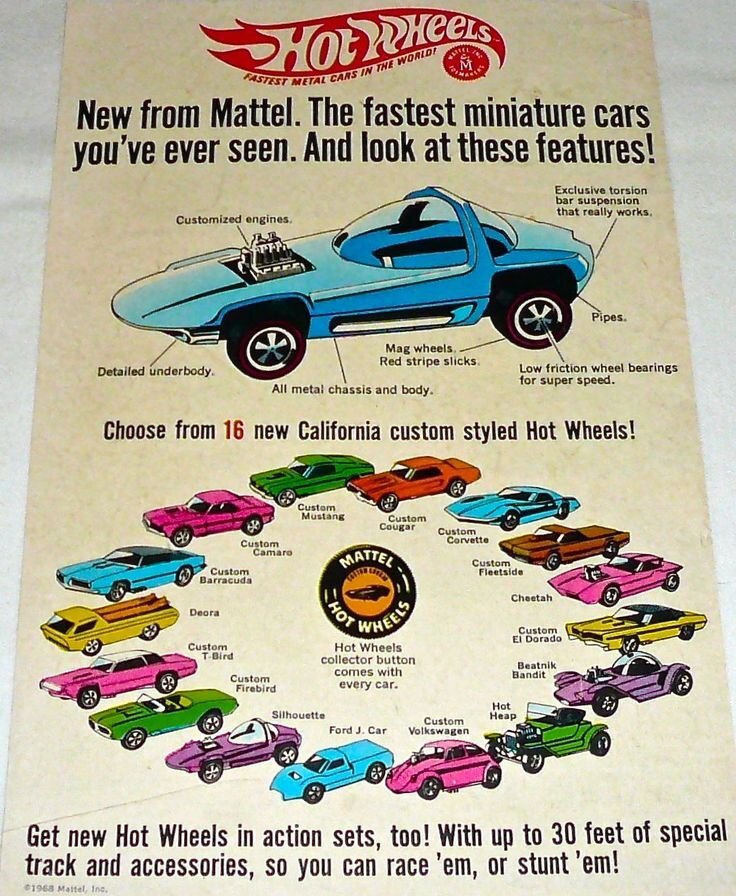 Hot Wheels
FASTEST METAL CARS IN THE WORLD!
MATTEL, INC.
M
TOYMAKERS
New from Mattel. The fastest miniature cars
you've ever seen. And look at these features!
Exclusive torsion
bar suspension
that really works.
Customized engines.
Pipes.
Mag wheels.
Red stripe slicks.
Detailed underbody.
Low friction wheel bearings
for super speed.
All metal chassis and body.
Choose from 16 new California custom styled Hot Wheels!
Custom
Mustang
Custom
Cougar
Custom
Camaro
Custom
Corvette
Custom
Barracuda
Custom
Fleetside
Deora
Cheetah
Custom
T-Bird
Custom
El Dorado
Custom
Firebird
Beatnik
Bandit
Silhouette
Hot
Heap
Ford J. Car
Custom
Volkswagen
MATTEL
HOT WHEELS
Hot Wheels
collector button
comes with
every car.
Get new Hot Wheels in action sets, too! With up to 30 feet of special
track and accessories, so you can race 'em, or stunt 'em!
©1968 Mattel, Inc.